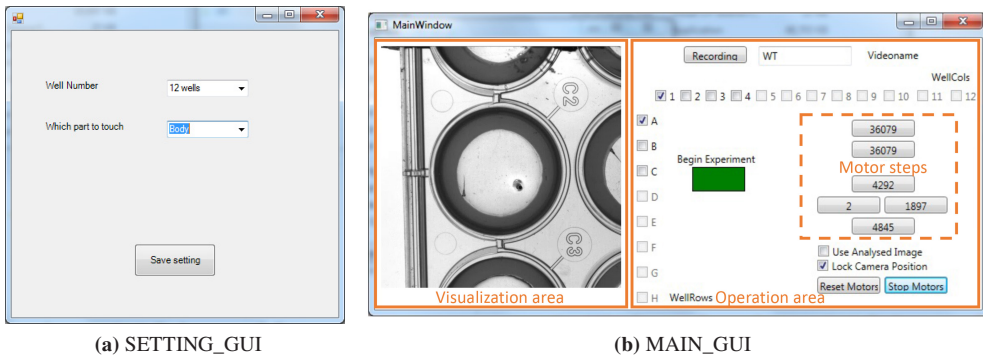 Well Number
12 wells
Which part to touch
Body
Save setting
(a) SETTING_GUI
MainWindow
C2
C3
Visualization area
Recording WT Videoname
WellCols
1 2 3 4 5 6 7 8 9 10 11 12
A
B
C
D
E
F
G
H WellRows Operation area
Begin Experiment
36079
36079
Motor steps
4292
2 1897
4845
Use Analysed Image
Lock Camera Position
Reset Motors Stop Motors
(b) MAIN_GUI